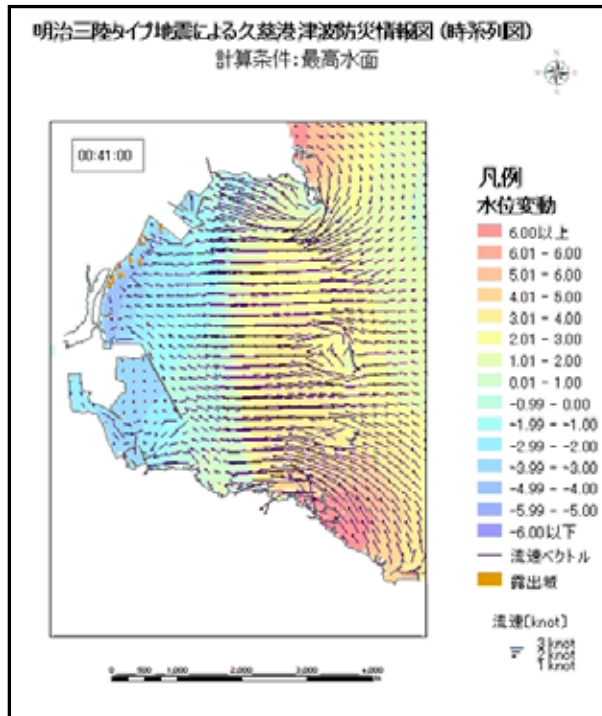 明治三陸タイプ地震による久慈港津波防災情報図(時系列図)
計算条件:最高水面
00:41:00
凡例
水位変動
6.00以上
6.01 - 6.00
5.01 = 6.00
4.01 - 5.00
3.01 = 4.00
2.01 - 3.00
1.01 = 2.00
0.01 - 1.00
-0.99 - 0.00
-1.99 = -1.00
-2.99 - -2.00
-3.99 = -3.00
-4.99 - -4.00
-5.99 - -5.00
-6.00以下
流速ベクトル
露出域
流速[knot]
3 knot
2 knot
1 knot
0 500 1,000 2,000 3,000 4,000